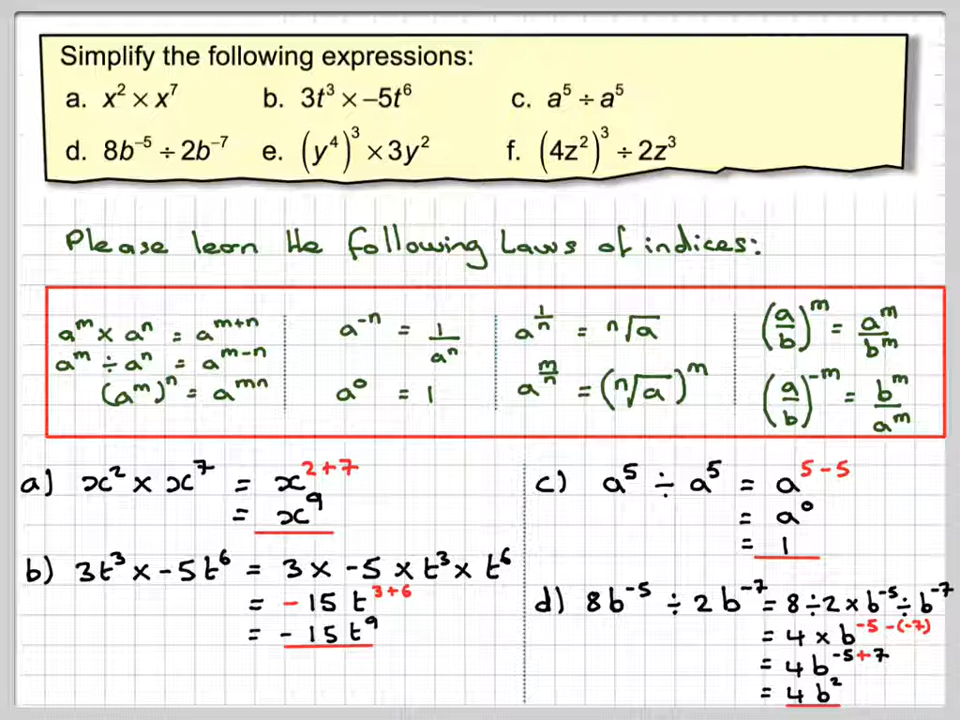 Simplify the following expressions:
a. x² × x⁷ b. 3t³ × −5t⁶ c. a⁵ ÷ a⁵
d. 8b⁻⁵ ÷ 2b⁻⁷ e. (y⁴)³ × 3y² f. (4z²)³ ÷ 2z³
Please learn the following Laws of indices:
aᵐ × aⁿ = aᵐ⁺ⁿ
aᵐ ÷ aⁿ = aᵐ⁻ⁿ
(aᵐ)ⁿ = aᵐⁿ
a⁻ⁿ = 1/aⁿ
a⁰ = 1
a^(1/n) = ⁿ√a
a^(m/n) = (ⁿ√a)ᵐ
(a/b)ᵐ = aᵐ/bᵐ
(a/b)⁻ᵐ = bᵐ/aᵐ
a) x² × x⁷ = x²⁺⁷
= x⁹
b) 3t³ × -5t⁶ = 3 × -5 × t³ × t⁶
= -15 t³⁺⁶
= -15t⁹
c) a⁵ ÷ a⁵ = a⁵⁻⁵
= a⁰
= 1
d) 8b⁻⁵ ÷ 2b⁻⁷ = 8÷2 × b⁻⁵ ÷ b⁻⁷
= 4 × b⁻⁵⁻⁽⁻⁷⁾
= 4b⁻⁵⁺⁷
= 4b²